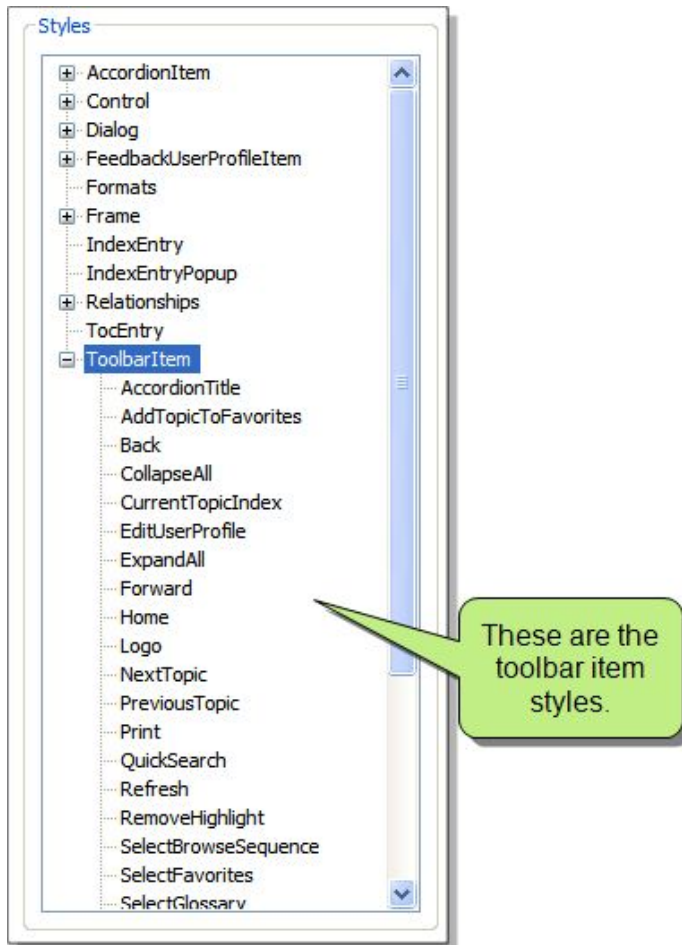 Styles
AccordionItem
Control
Dialog
FeedbackUserProfileItem
Formats
Frame
IndexEntry
IndexEntryPopup
Relationships
TocEntry
ToolbarItem
AccordionTitle
AddTopicToFavorites
Back
CollapseAll
CurrentTopicIndex
EditUserProfile
ExpandAll
Forward
Home
Logo
NextTopic
PreviousTopic
Print
QuickSearch
Refresh
RemoveHighlight
SelectBrowseSequence
SelectFavorites
SelectGlossary
These are the
toolbar item
styles.